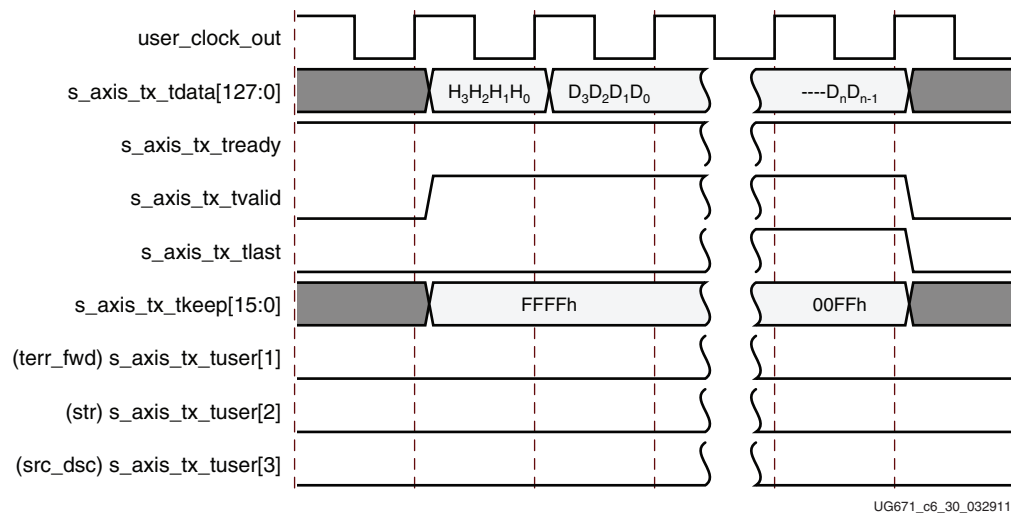 user_clock_out
s_axis_tx_tdata[127:0] H₃H₂H₁H₀ D₃D₂D₁D₀ ----DₙDₙ₋₁
s_axis_tx_tready
s_axis_tx_tvalid
s_axis_tx_tlast
s_axis_tx_tkeep[15:0] FFFFh 00FFh
(terr_fwd) s_axis_tx_tuser[1]
(str) s_axis_tx_tuser[2]
(src_dsc) s_axis_tx_tuser[3]
UG671_c6_30_032911